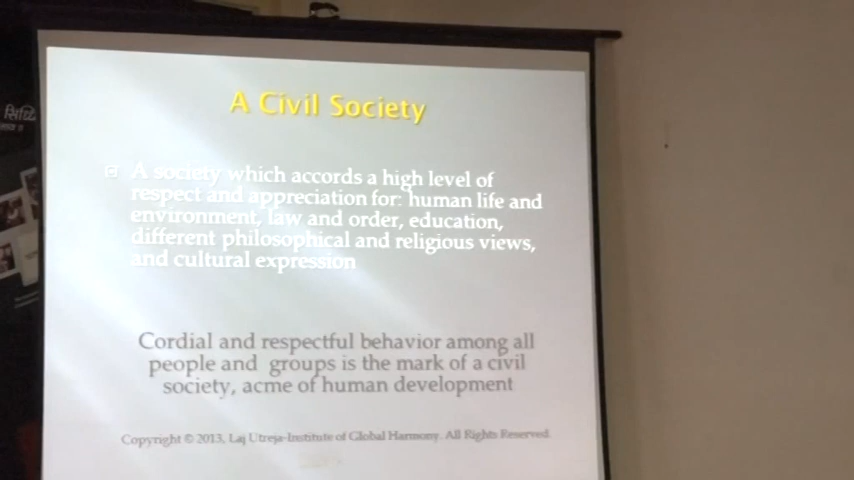 A Civil Society
A society which accords a high level of
respect and appreciation for: human life and
environment, law and order, education,
different philosophical and religious views,
and cultural expression
Cordial and respectful behavior among all
people and  groups is the mark of a civil
society, acme of human development
Copyright © 2013, Laj Utreja-Institute of Global Harmony. All Rights Reserved.